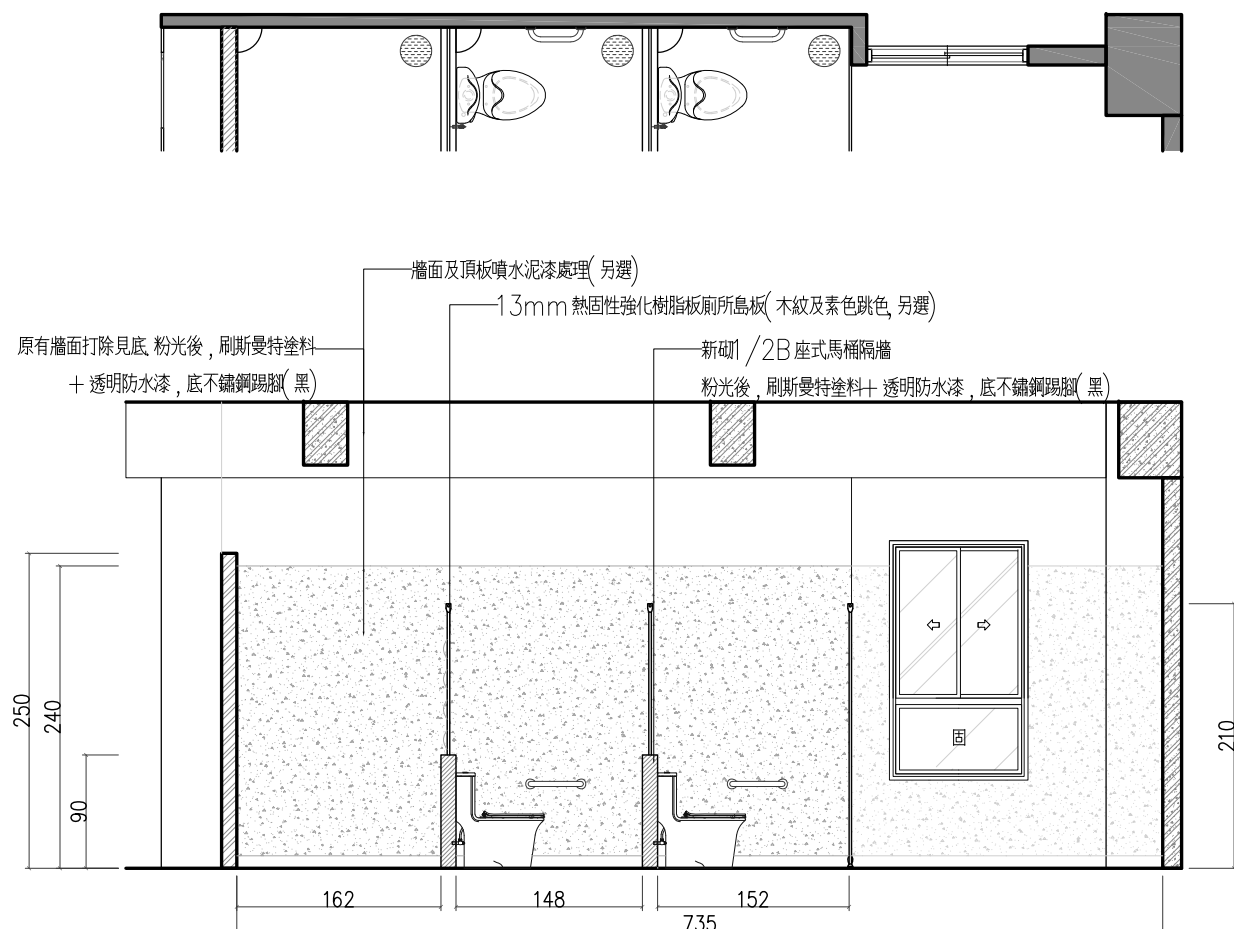 牆面及頂板噴水泥漆處理( 另選)
13mm 熱固性強化樹脂板廁所島板( 木紋及素色跳色, 另選)
原有牆面打除見底, 粉光後 , 刷斯曼特塗料
+ 透明防水漆 , 底不鏽鋼踢腳( 黑)
新砌1/2B 座式馬桶隔牆
粉光後 , 刷斯曼特塗料+ 透明防水漆 , 底不鏽鋼踢腳( 黑)
250
240
90
210
固
162
148
152
735